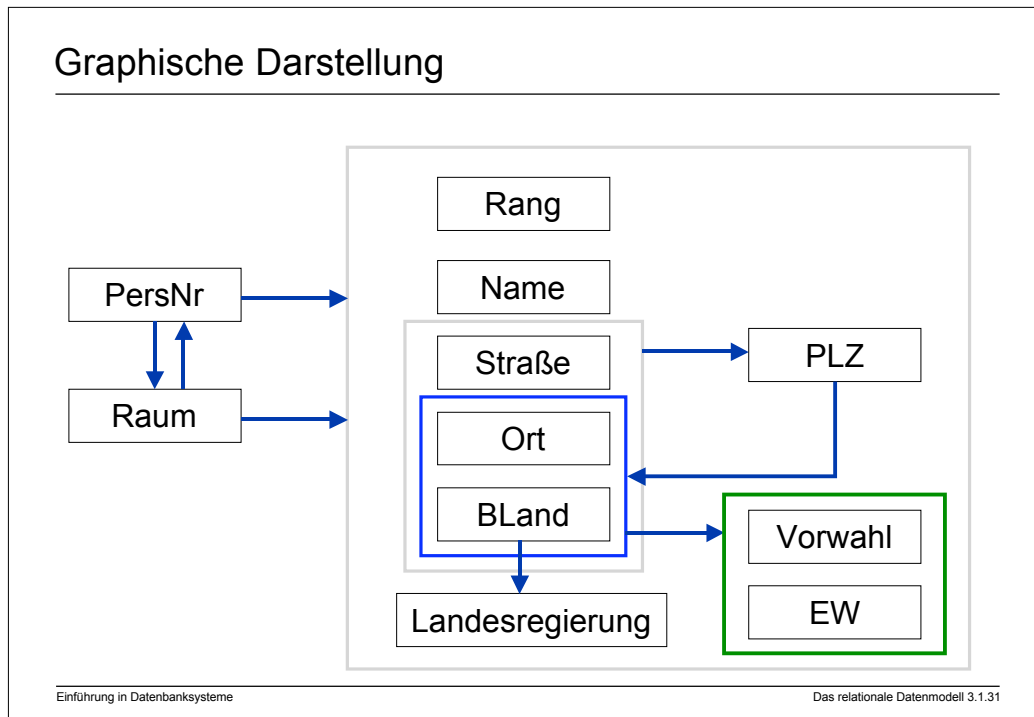 Graphische Darstellung
Rang
PersNr
Name
Straße
PLZ
Raum
Ort
BLand
Vorwahl
Landesregierung
EW
Einführung in Datenbanksysteme
Das relationale Datenmodell 3.1.31